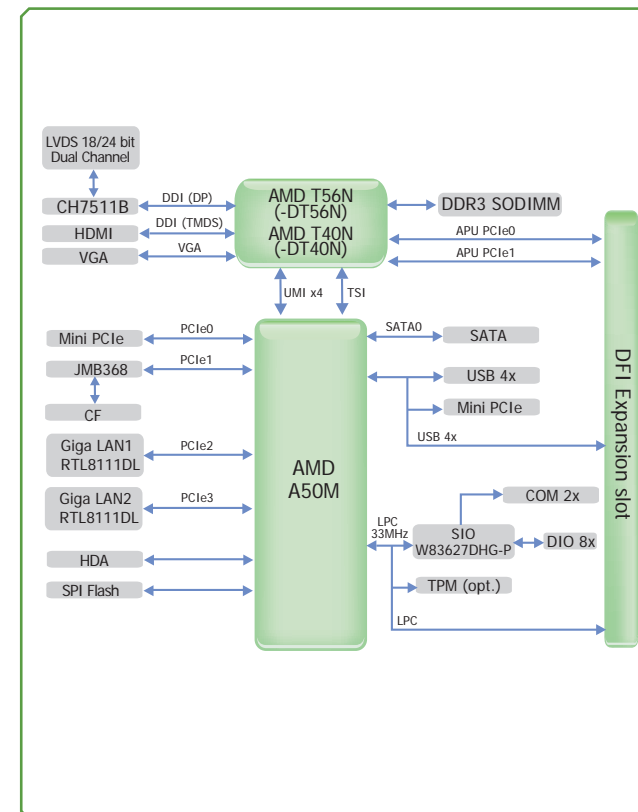 LVDS 18/24 bit
Dual Channel
CH7511B
DDI (DP)
HDMI
DDI (TMDS)
VGA
VGA
AMD T56N
(-DT56N)
AMD T40N
(-DT40N)
DDR3 SODIMM
APU PCIe0
APU PCIe1
UMI x4
TSI
Mini PCIe
PCIe0
JMB368
PCIe1
CF
Giga LAN1
RTL8111DL
PCIe2
Giga LAN2
RTL8111DL
PCIe3
HDA
SPI Flash
AMD
A50M
SATA0
SATA
USB 4x
Mini PCIe
USB 4x
COM 2x
LPC
33MHz
SIO
W83627DHG-P
DIO 8x
TPM (opt.)
LPC
DFI Expansion slot